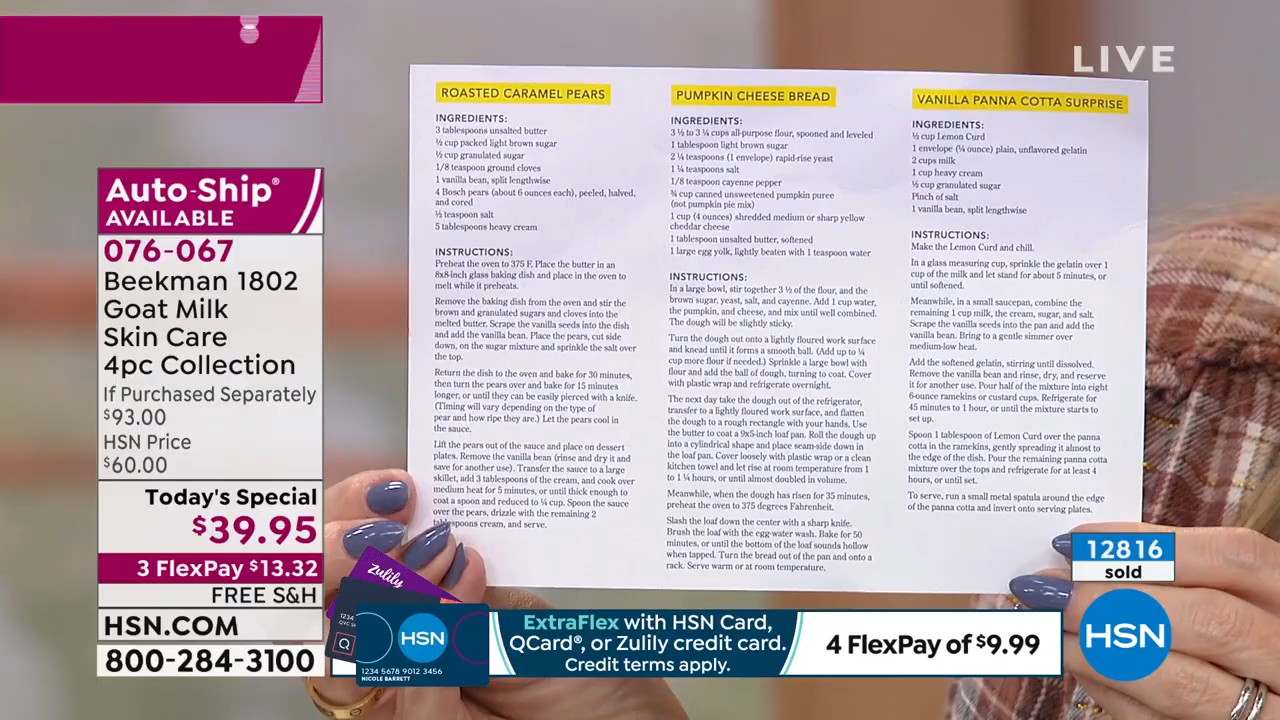 LIVE
Auto-Ship®
AVAILABLE
076-067
Beekman 1802
Goat Milk
Skin Care
4pc Collection
If Purchased Separately
$93.00
HSN Price
$60.00
Today's Special
$39.95
3 FlexPay $13.32
FREE S&H
HSN.COM
800-284-3100
ROASTED CARAMEL PEARS
INGREDIENTS:
3 tablespoons unsalted butter
½ cup packed light brown sugar
½ cup granulated sugar
1/8 teaspoon ground cloves
1 vanilla bean, split lengthwise
4 Bosch pears (about 6 ounces each), peeled, halved,
and cored
½ teaspoon salt
5 tablespoons heavy cream
INSTRUCTIONS:
Preheat the oven to 375 F. Place the butter in an
8x8-inch glass baking dish and place in the oven to
melt while it preheats.
Remove the baking dish from the oven and stir the
brown and granulated sugars and cloves into the
melted butter. Scrape the vanilla seeds into the dish
and add the vanilla bean. Place the pears, cut side
down, on the sugar mixture and sprinkle the salt over
the top.
Return the dish to the oven and bake for 30 minutes,
then turn the pears over and bake for 15 minutes
longer, or until they can be easily pierced with a knife.
(Timing will vary depending on the type of
pear and how ripe they are.) Let the pears cool in
the sauce.
Lift the pears out of the sauce and place on dessert
plates. Remove the vanilla bean (rinse and dry it and
save for another use). Transfer the sauce to a large
skillet, add 3 tablespoons of the cream, and cook over
medium heat for 5 minutes, or until thick enough to
coat a spoon and reduced to ¼ cup. Spoon the sauce
over the pears, drizzle with the remaining 2
tablespoons cream, and serve.
PUMPKIN CHEESE BREAD
INGREDIENTS:
3 ½ to 3 ¼ cups all-purpose flour, spooned and leveled
1 tablespoon light brown sugar
2 ¼ teaspoons (1 envelope) rapid-rise yeast
1 ¼ teaspoons salt
1/8 teaspoon cayenne pepper
¾ cup canned unsweetened pumpkin puree
(not pumpkin pie mix)
1 cup (4 ounces) shredded medium or sharp yellow
cheddar cheese
1 tablespoon unsalted butter, softened
1 large egg yolk, lightly beaten with 1 teaspoon water
INSTRUCTIONS:
In a large bowl, stir together 3 ½ of the flour, and the
brown sugar, yeast, salt, and cayenne. Add 1 cup water,
the pumpkin, and cheese, and mix until well combined.
The dough will be slightly sticky.
Turn the dough out onto a lightly floured work surface
and knead until it forms a smooth ball. (Add up to ¼
cup more flour if needed.) Sprinkle a large bowl with
flour and add the ball of dough, turning to coat. Cover
with plastic wrap and refrigerate overnight.
The next day take the dough out of the refrigerator,
transfer to a lightly floured work surface, and flatten
the dough to a rough rectangle with your hands. Use
the butter to coat a 9x5-inch loaf pan. Roll the dough up
into a cylindrical shape and place seam-side down in
the loaf pan. Cover loosely with plastic wrap or a clean
kitchen towel and let rise at room temperature from 1
to 1 ¼ hours, or until almost doubled in volume.
Meanwhile, when the dough has risen for 35 minutes,
preheat the oven to 375 degrees Fahrenheit.
Slash the loaf down the center with a sharp knife.
Brush the loaf with the egg-water wash. Bake for 50
minutes, or until the bottom of the loaf sounds hollow
when tapped. Turn the bread out of the pan and onto a
rack. Serve warm or at room temperature.
VANILLA PANNA COTTA SURPRISE
INGREDIENTS:
½ cup Lemon Curd
1 envelope (¼ ounce) plain, unflavored gelatin
2 cups milk
1 cup heavy cream
½ cup granulated sugar
Pinch of salt
1 vanilla bean, split lengthwise
INSTRUCTIONS:
Make the Lemon Curd and chill.
In a glass measuring cup, sprinkle the gelatin over 1
cup of the milk and let stand for about 5 minutes, or
until softened.
Meanwhile, in a small saucepan, combine the
remaining 1 cup milk, the cream, sugar, and salt.
Scrape the vanilla seeds into the pan and add the
vanilla bean. Bring to a gentle simmer over
medium-low heat.
Add the softened gelatin, stirring until dissolved.
Remove the vanilla bean and rinse, dry, and reserve
it for another use. Pour half of the mixture into eight
6-ounce ramekins or custard cups. Refrigerate for
45 minutes to 1 hour, or until the mixture starts to
set up.
Spoon 1 tablespoon of Lemon Curd over the panna
cotta in the ramekins, gently spreading it almost to
the edge of the dish. Pour the remaining panna cotta
mixture over the tops and refrigerate for at least 4
hours, or until set.
To serve, run a small metal spatula around the edge
of the panna cotta and invert onto serving plates.
12816
sold
HSN
Zulily
1234
Q
HSN
1234 5678 9012 3456
NICOLE BARRETT
ExtraFlex with HSN Card,
QCard®, or Zulily credit card.
Credit terms apply.
4 FlexPay of $9.99